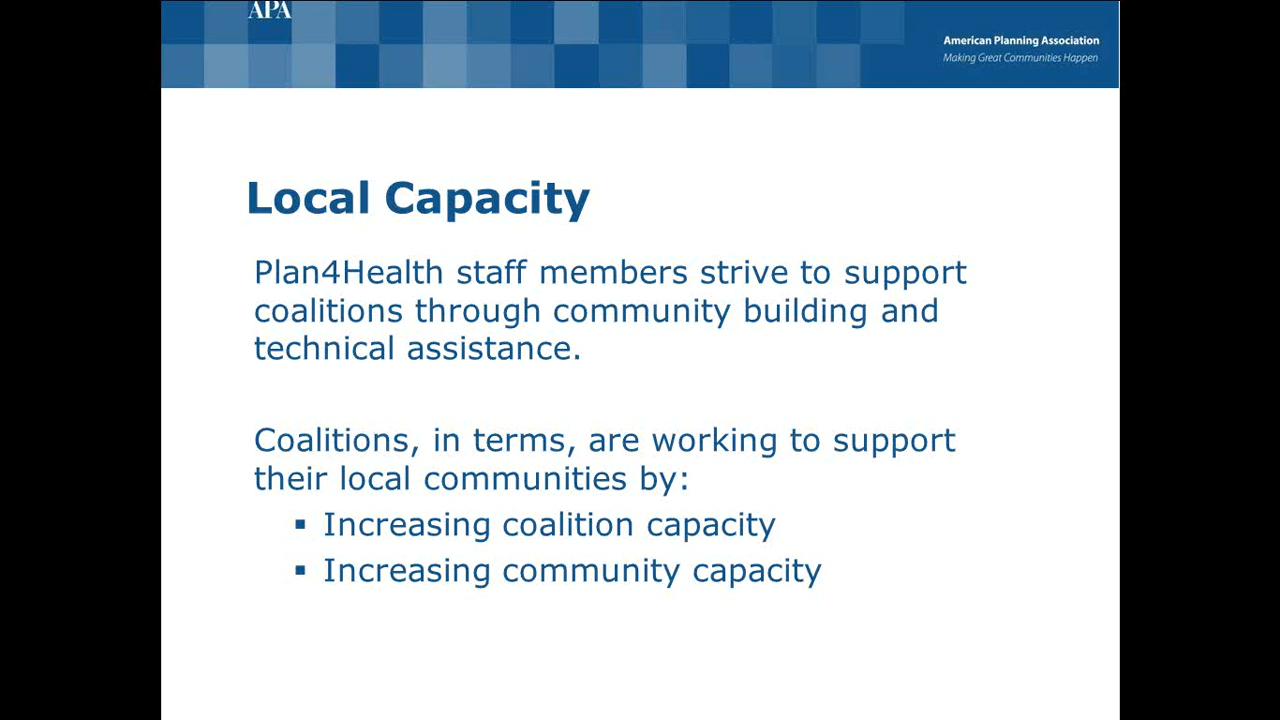 APA
American Planning Association
Making Great Communities Happen
Local Capacity
Plan4Health staff members strive to support
coalitions through community building and
technical assistance.
Coalitions, in terms, are working to support
their local communities by:
▪ Increasing coalition capacity
▪ Increasing community capacity